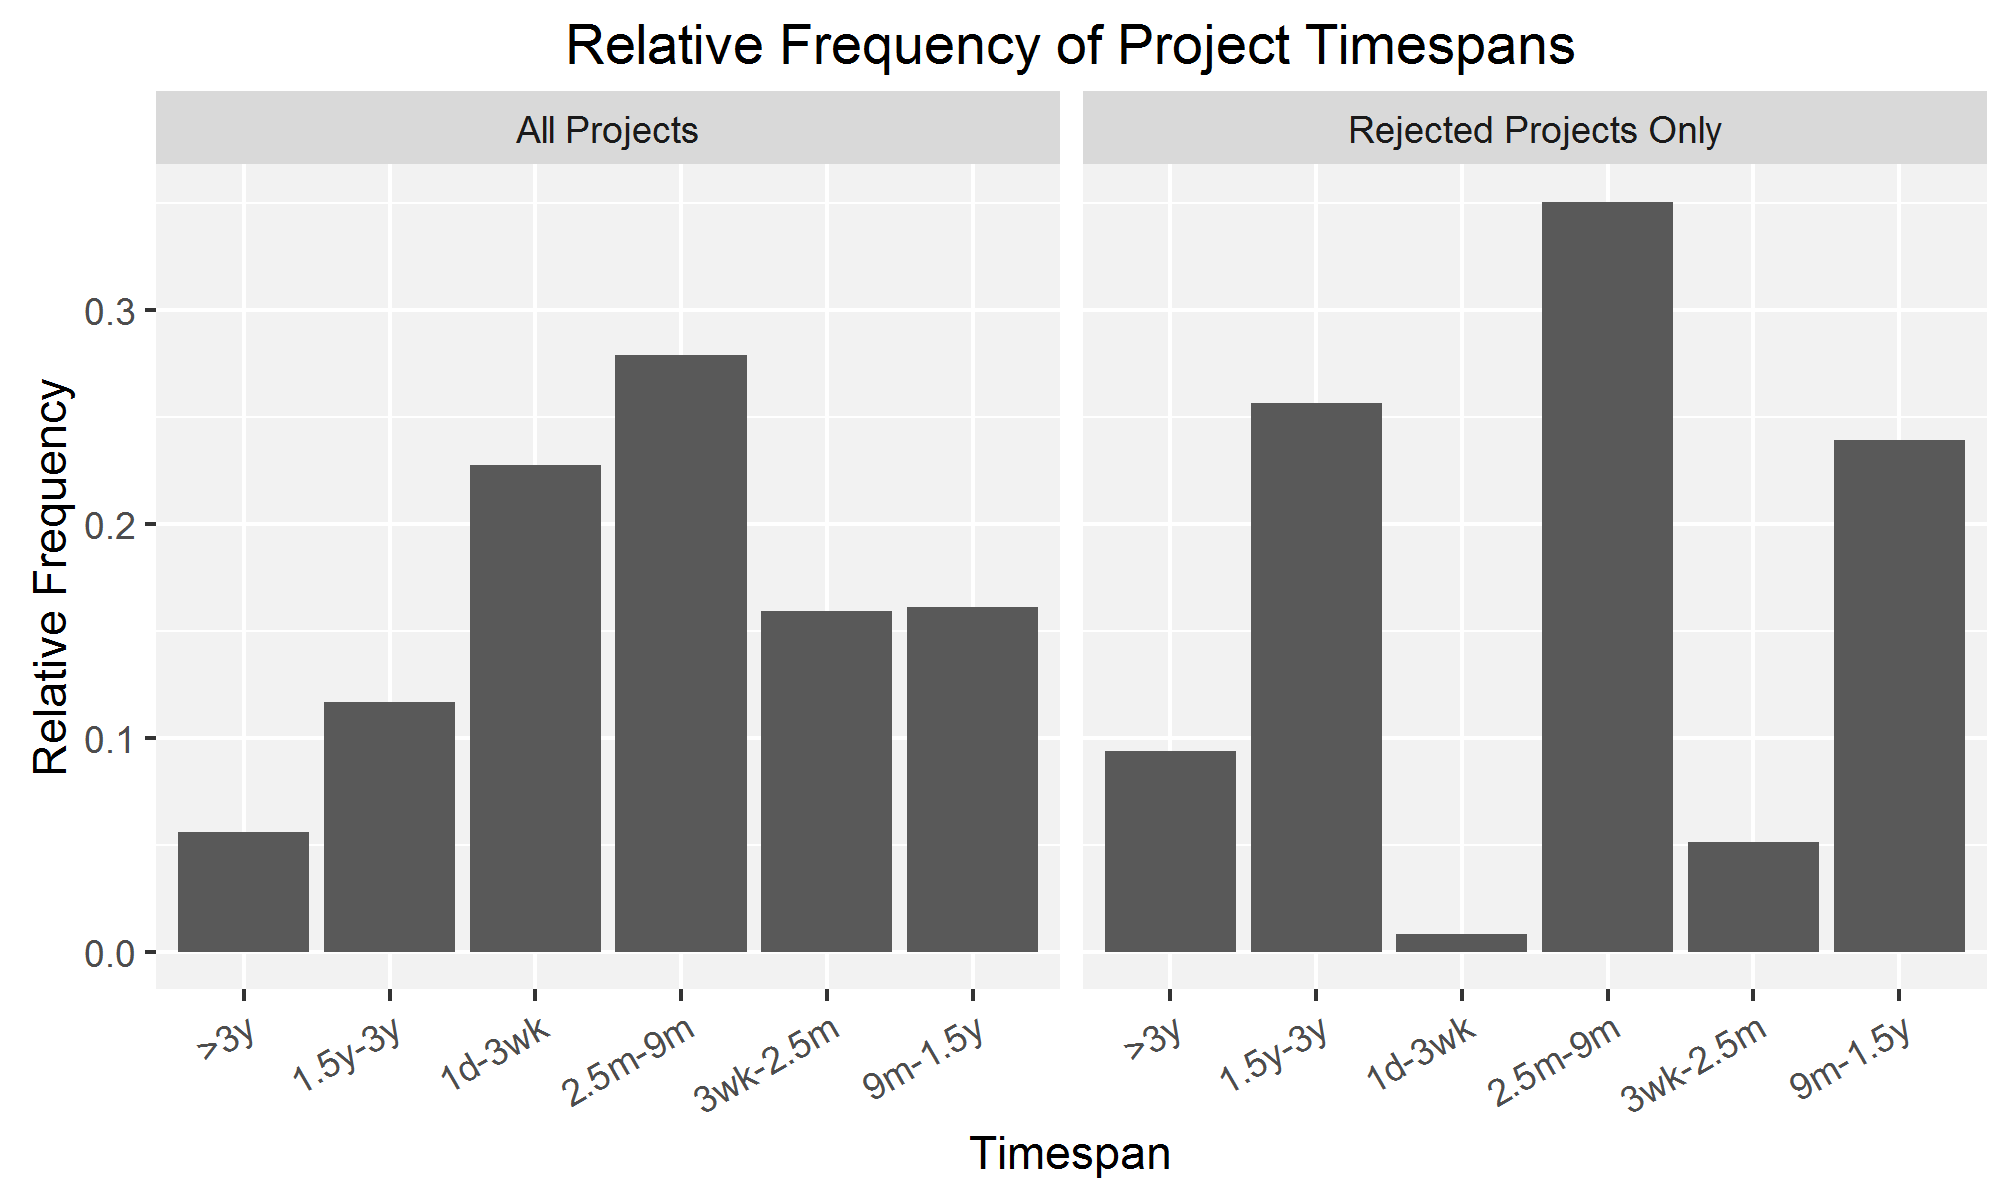 Relative Frequency of Project Timespans
All Projects
Rejected Projects Only
Relative Frequency
0.3
0.2
0.1
0.0
>3y
1.5y-3y
1d-3wk
2.5m-9m
3wk-2.5m
9m-1.5y
>3y
1.5y-3y
1d-3wk
2.5m-9m
3wk-2.5m
9m-1.5y
Timespan